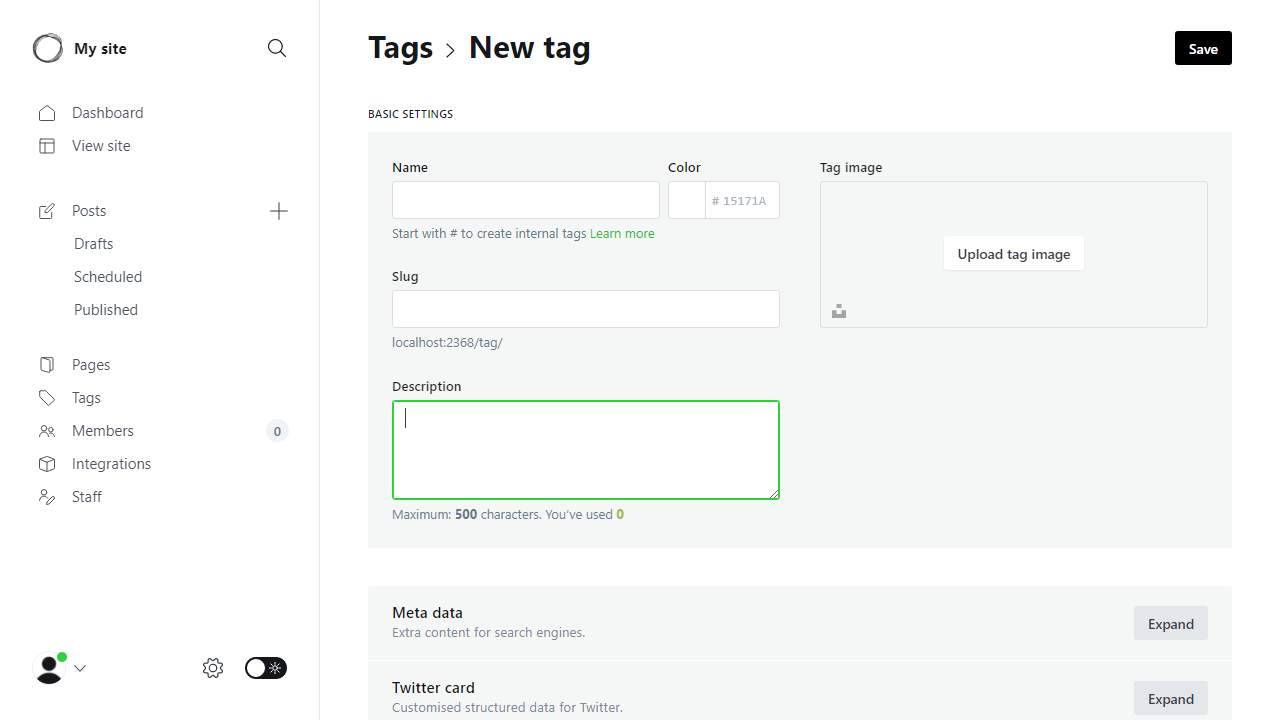 My site
Dashboard
View site
Posts
Drafts
Scheduled
Published
Pages
Tags
Members 0
Integrations
Staff
Tags > New tag
Save
BASIC SETTINGS
Name
Color
# 15171A
Start with # to create internal tags Learn more
Slug
localhost:2368/tag/
Description
Maximum: 500 characters. You've used 0
Tag image
Upload tag image
Meta data
Extra content for search engines.
Expand
Twitter card
Customised structured data for Twitter.
Expand